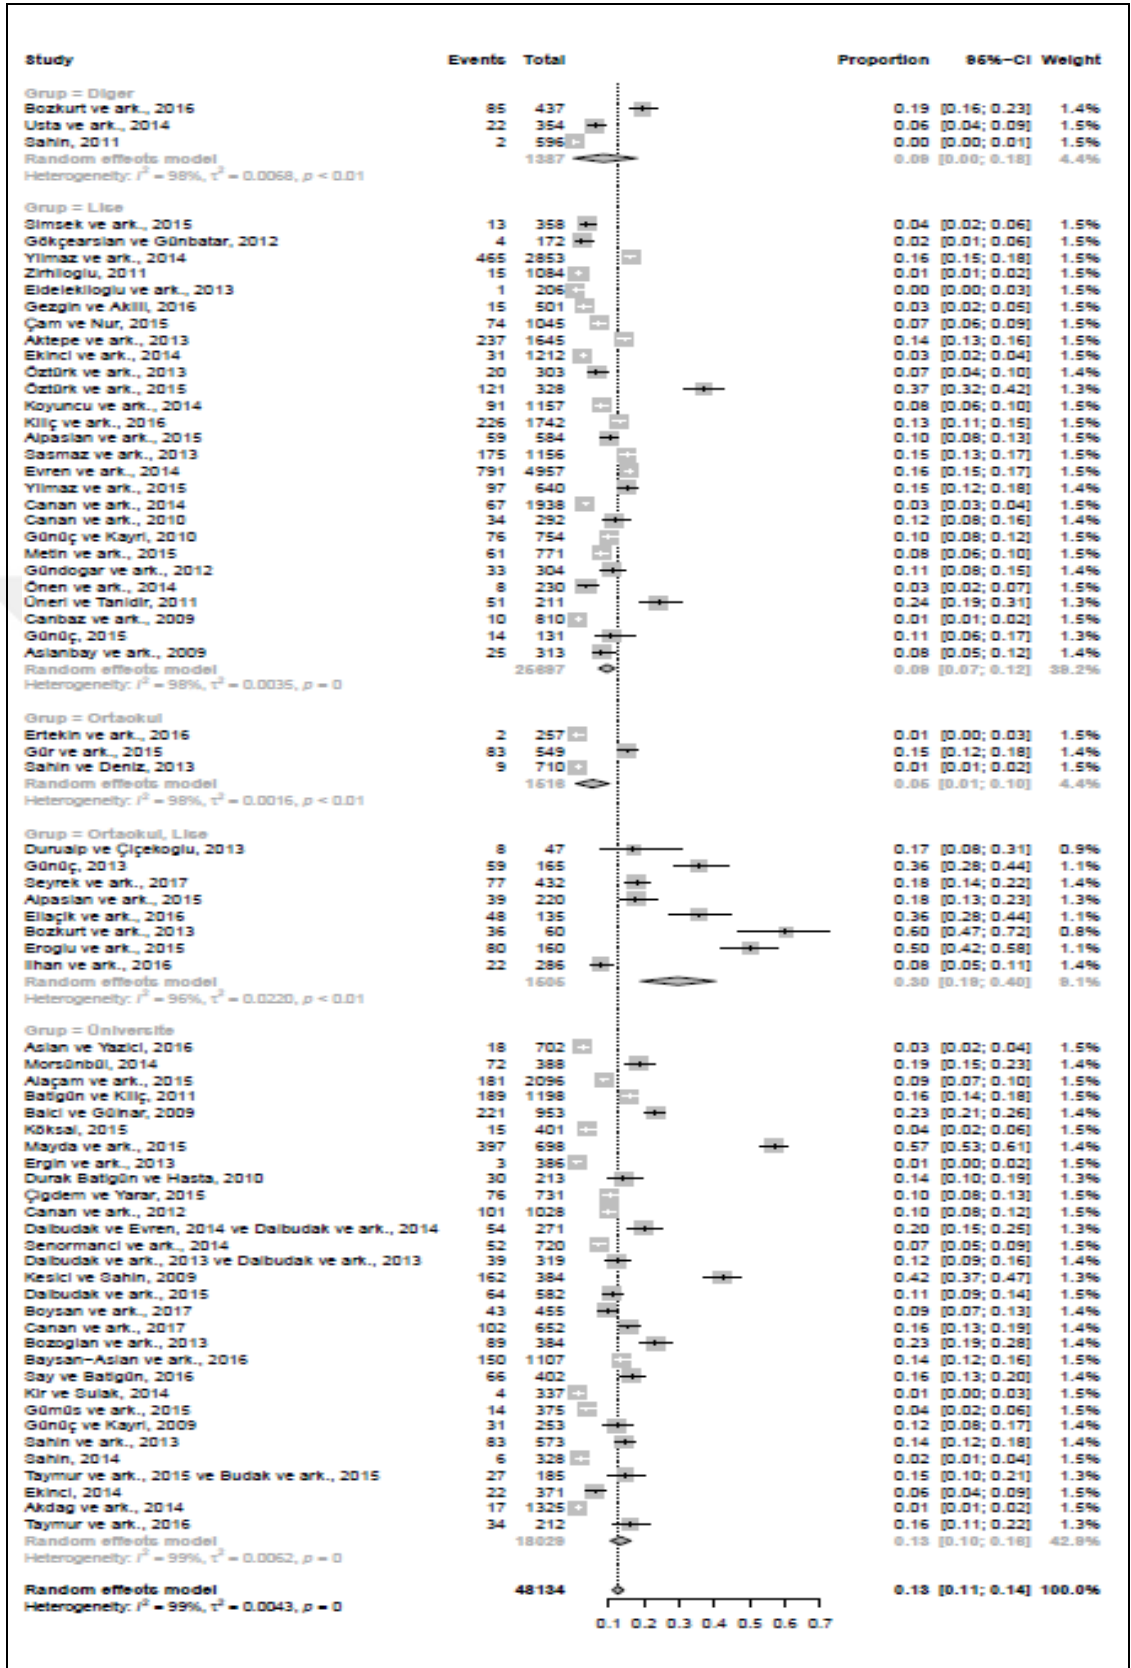 Study Events Total Proportion 95%-CI Weight
Grup = Diger
Bozkurt ve ark., 2016 85 437 0.19 [0.16; 0.23] 1.4%
Usta ve ark., 2014 22 354 0.06 [0.04; 0.09] 1.5%
Sahin, 2011 2 596 0.00 [0.00; 0.01] 1.5%
Random effects model 1387 0.09 [0.00; 0.18] 4.4%
Heterogeneity: I² = 98%, τ² = 0.0068, p < 0.01
Grup = Lise
Simsek ve ark., 2015 13 358 0.04 [0.02; 0.06] 1.5%
Gökçearslan ve Günbatar, 2012 4 172 0.02 [0.01; 0.06] 1.5%
Yilmaz ve ark., 2014 465 2853 0.16 [0.15; 0.18] 1.5%
Zirhlioglu, 2011 15 1084 0.01 [0.01; 0.02] 1.5%
Eldeleklioglu ve ark., 2013 1 206 0.00 [0.00; 0.03] 1.5%
Gezgin ve Akilli, 2016 15 501 0.03 [0.02; 0.05] 1.5%
Çam ve Nur, 2015 74 1045 0.07 [0.06; 0.09] 1.5%
Aktepe ve ark., 2013 237 1645 0.14 [0.13; 0.16] 1.5%
Ekinci ve ark., 2014 31 1212 0.03 [0.02; 0.04] 1.5%
Öztürk ve ark., 2013 20 303 0.07 [0.04; 0.10] 1.4%
Öztürk ve ark., 2015 121 328 0.37 [0.32; 0.42] 1.3%
Koyuncu ve ark., 2014 91 1157 0.08 [0.06; 0.10] 1.5%
Kiliç ve ark., 2016 226 1742 0.13 [0.11; 0.15] 1.5%
Alpaslan ve ark., 2015 59 584 0.10 [0.08; 0.13] 1.5%
Sasmaz ve ark., 2013 175 1156 0.15 [0.13; 0.17] 1.5%
Evren ve ark., 2014 791 4957 0.16 [0.15; 0.17] 1.5%
Yilmaz ve ark., 2015 97 640 0.15 [0.12; 0.18] 1.4%
Canan ve ark., 2014 67 1938 0.03 [0.03; 0.04] 1.5%
Canan ve ark., 2010 34 292 0.12 [0.08; 0.16] 1.4%
Günüç ve Kayri, 2010 76 754 0.10 [0.08; 0.12] 1.5%
Metin ve ark., 2015 61 771 0.08 [0.06; 0.10] 1.5%
Gündogar ve ark., 2012 33 304 0.11 [0.08; 0.15] 1.4%
Önen ve ark., 2014 8 230 0.03 [0.02; 0.07] 1.5%
Üneri ve Tanidir, 2011 51 211 0.24 [0.19; 0.31] 1.3%
Canbaz ve ark., 2009 10 810 0.01 [0.01; 0.02] 1.5%
Günüç, 2015 14 131 0.11 [0.06; 0.17] 1.3%
Aslanbay ve ark., 2009 25 313 0.08 [0.05; 0.12] 1.4%
Random effects model 25697 0.09 [0.07; 0.12] 39.2%
Heterogeneity: I² = 98%, τ² = 0.0035, p = 0
Grup = Ortaokul
Ertekin ve ark., 2016 2 257 0.01 [0.00; 0.03] 1.5%
Gür ve ark., 2015 83 549 0.15 [0.12; 0.18] 1.4%
Sahin ve Deniz, 2013 9 710 0.01 [0.01; 0.02] 1.5%
Random effects model 1516 0.05 [0.01; 0.10] 4.4%
Heterogeneity: I² = 98%, τ² = 0.0016, p < 0.01
Grup = Ortaokul, Lise
Durualp ve Çiçekoglu, 2013 8 47 0.17 [0.08; 0.31] 0.9%
Günüç, 2013 59 165 0.36 [0.28; 0.44] 1.1%
Seyrek ve ark., 2017 77 432 0.18 [0.14; 0.22] 1.4%
Alpaslan ve ark., 2015 39 220 0.18 [0.13; 0.23] 1.4%
Ellaçik ve ark., 2016 48 135 0.36 [0.28; 0.44] 1.1%
Bozkurt ve ark., 2013 36 60 0.60 [0.47; 0.72] 0.8%
Eroglu ve ark., 2015 80 160 0.50 [0.42; 0.58] 1.1%
Ilhan ve ark., 2016 22 286 0.08 [0.05; 0.11] 1.4%
Random effects model 1505 0.30 [0.19; 0.40] 9.1%
Heterogeneity: I² = 96%, τ² = 0.0220, p < 0.01
Grup = Üniversite
Aslan ve Yazici, 2016 18 702 0.03 [0.02; 0.04] 1.5%
Morsünbül, 2014 72 388 0.19 [0.15; 0.23] 1.4%
Alaçam ve ark., 2015 181 2096 0.09 [0.07; 0.10] 1.5%
Batigün ve Kiliç, 2011 189 1198 0.16 [0.14; 0.18] 1.5%
Balci ve Gülnar, 2009 221 953 0.23 [0.21; 0.26] 1.4%
Köksal, 2015 15 401 0.04 [0.02; 0.06] 1.5%
Mayda ve ark., 2015 397 698 0.57 [0.53; 0.61] 1.4%
Ergin ve ark., 2013 3 386 0.01 [0.00; 0.02] 1.5%
Durak Batigün ve Hasta, 2010 30 213 0.14 [0.10; 0.19] 1.3%
Çigdem ve Yarar, 2015 76 731 0.10 [0.08; 0.13] 1.5%
Canan ve ark., 2012 101 1028 0.10 [0.08; 0.12] 1.5%
Dalbudak ve Evren, 2014 ve Dalbudak ve ark., 2014 54 271 0.20 [0.15; 0.25] 1.3%
Senormanci ve ark., 2014 52 720 0.07 [0.05; 0.09] 1.5%
Dalbudak ve ark., 2013 ve Dalbudak ve ark., 2013 39 319 0.12 [0.09; 0.16] 1.4%
Kesici ve Sahin, 2009 162 384 0.42 [0.37; 0.47] 1.3%
Dalbudak ve ark., 2015 64 582 0.11 [0.09; 0.14] 1.4%
Boysan ve ark., 2017 43 455 0.09 [0.07; 0.13] 1.4%
Canan ve ark., 2017 102 652 0.16 [0.13; 0.19] 1.4%
Bozoglan ve ark., 2013 89 384 0.23 [0.19; 0.28] 1.4%
Baysan−Aslan ve ark., 2016 150 1107 0.14 [0.12; 0.16] 1.5%
Say ve Batigün, 2016 66 402 0.16 [0.13; 0.20] 1.4%
Kir ve Sulak, 2014 4 337 0.01 [0.00; 0.03] 1.5%
Gümüs ve ark., 2015 14 375 0.04 [0.02; 0.06] 1.5%
Günüç ve Kayri, 2009 31 253 0.12 [0.08; 0.17] 1.4%
Sahin ve ark., 2013 83 573 0.14 [0.12; 0.18] 1.4%
Sahin, 2014 6 328 0.02 [0.01; 0.04] 1.5%
Taymur ve ark., 2015 ve Budak ve ark., 2015 27 185 0.15 [0.10; 0.21] 1.3%
Ekinci, 2014 22 371 0.06 [0.04; 0.09] 1.5%
Akdag ve ark., 2014 17 1325 0.01 [0.01; 0.02] 1.5%
Taymur ve ark., 2016 34 212 0.16 [0.11; 0.22] 1.3%
Random effects model 18029 0.13 [0.10; 0.16] 42.9%
Heterogeneity: I² = 99%, τ² = 0.0062, p = 0
Random effects model 48134 0.13 [0.11; 0.14] 100.0%
Heterogeneity: I² = 99%, τ² = 0.0043, p = 0
0.1 0.2 0.3 0.4 0.5 0.6 0.7